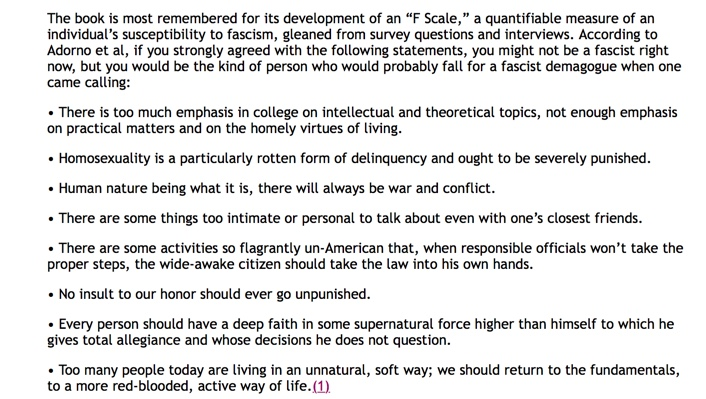 The book is most remembered for its development of an “F Scale,” a quantifiable measure of an
individual’s susceptibility to fascism, gleaned from survey questions and interviews. According to
Adorno et al, if you strongly agreed with the following statements, you might not be a fascist right
now, but you would be the kind of person who would probably fall for a fascist demagogue when one
came calling:
• There is too much emphasis in college on intellectual and theoretical topics, not enough emphasis
on practical matters and on the homely virtues of living.
• Homosexuality is a particularly rotten form of delinquency and ought to be severely punished.
• Human nature being what it is, there will always be war and conflict.
• There are some things too intimate or personal to talk about even with one’s closest friends.
• There are some activities so flagrantly un-American that, when responsible officials won’t take the
proper steps, the wide-awake citizen should take the law into his own hands.
• No insult to our honor should ever go unpunished.
• Every person should have a deep faith in some supernatural force higher than himself to which he
gives total allegiance and whose decisions he does not question.
• Too many people today are living in an unnatural, soft way; we should return to the fundamentals,
to a more red-blooded, active way of life.(1)